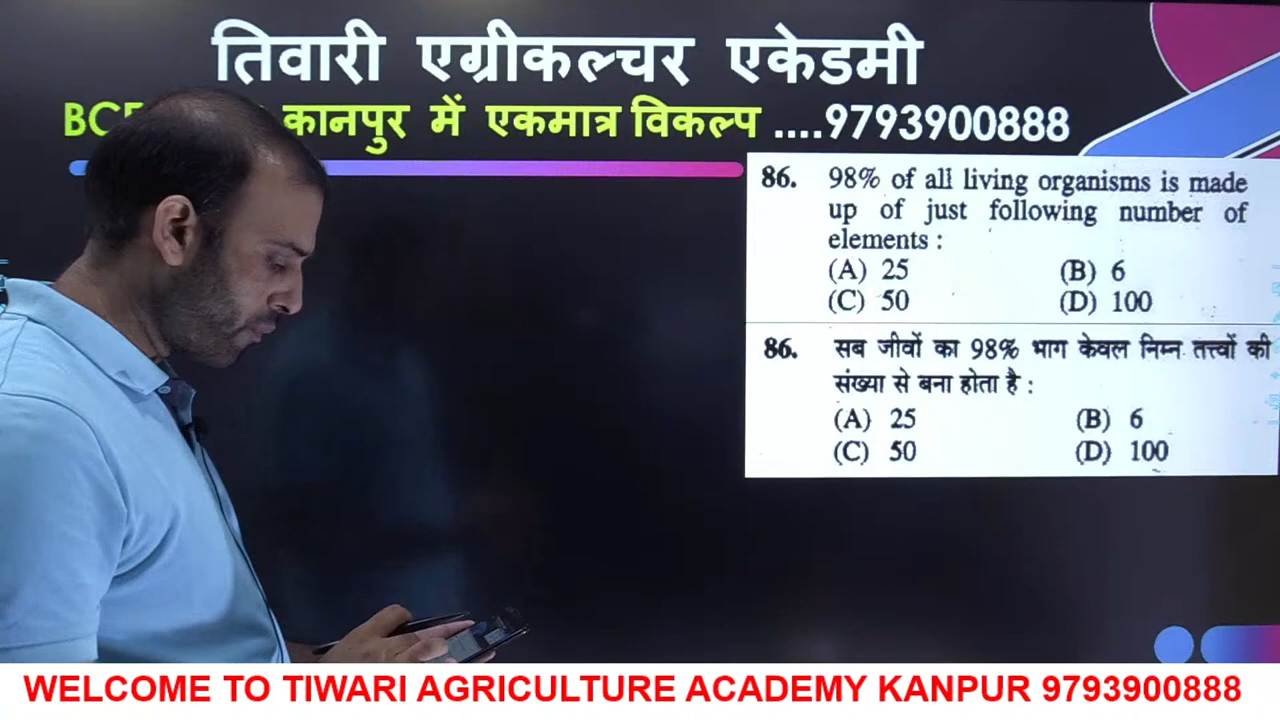 तिवारी एग्रीकल्चर एकेडमी
कानपुर में एकमात्र विकल्प ....9793900888
86. 98% of all living organisms is made
up of just following number of
elements :
(A) 25 (B) 6
(C) 50 (D) 100
86. सब जीवों का 98% भाग केवल निम्न तत्त्वों की
संख्या से बना होता है :
(A) 25 (B) 6
(C) 50 (D) 100
WELCOME TO TIWARI AGRICULTURE ACADEMY KANPUR 9793900888